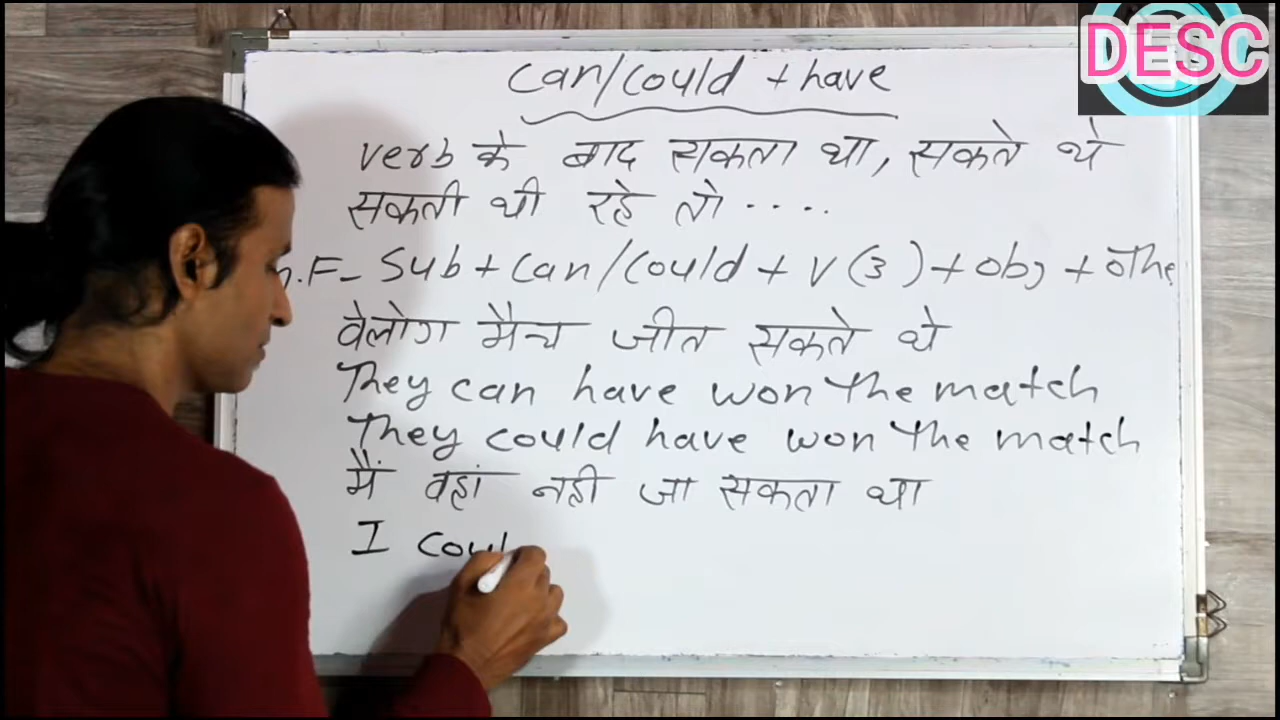 DESC
can/could + have
verb के बाद सकता था, सकते थे
सकती थी रहे तो ....
F- Sub + can/could + V(3) + obj + othe
वेलोग मैच जीत सकते थे
They can have won the match
They could have won the match
मैं वहां नही जा सकता था
I coul